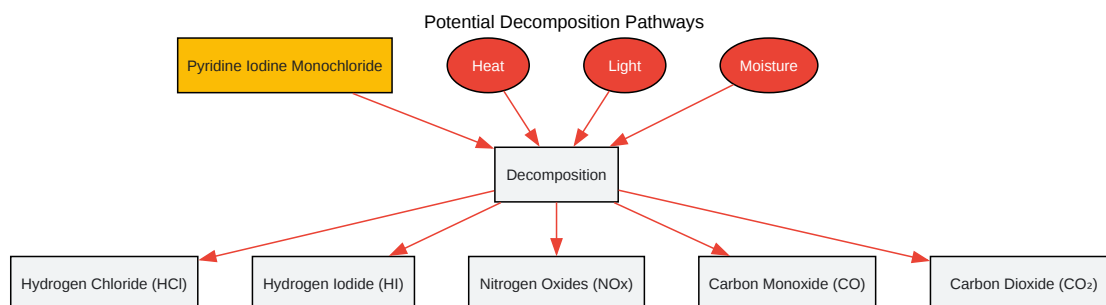 Potential Decomposition Pathways
Pyridine Iodine Monochloride
Heat
Light
Moisture
Decomposition
Hydrogen Chloride (HCl)
Hydrogen Iodide (HI)
Nitrogen Oxides (NOx)
Carbon Monoxide (CO)
Carbon Dioxide (CO₂)